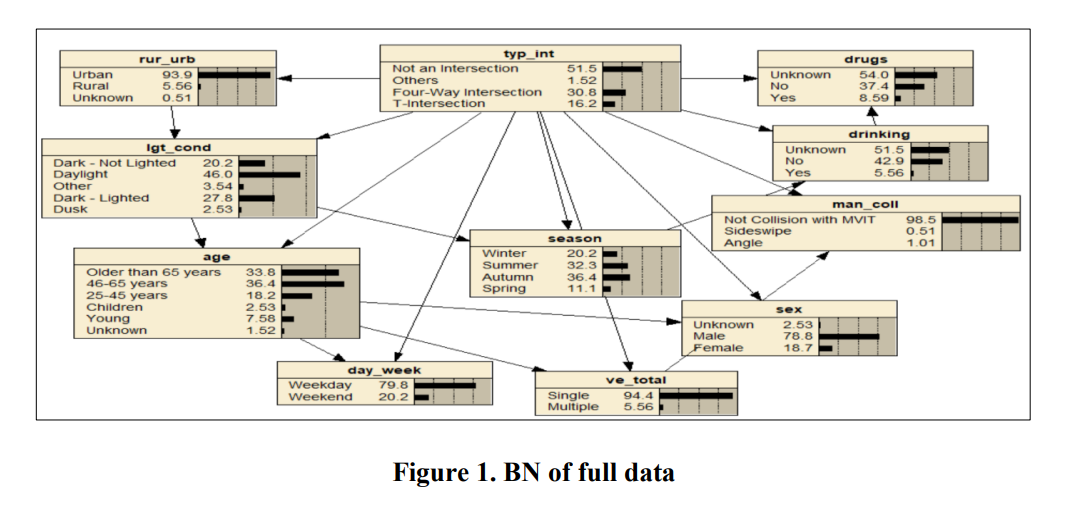 rur_urb
Urban 93.9
Rural 5.56
Unknown 0.51
typ_int
Not an Intersection 51.5
Others 1.52
Four-Way Intersection 30.8
T-Intersection 16.2
drugs
Unknown 54.0
No 37.4
Yes 8.59
lgt_cond
Dark - Not Lighted 20.2
Daylight 46.0
Other 3.54
Dark - Lighted 27.8
Dusk 2.53
drinking
Unknown 51.5
No 42.9
Yes 5.56
man_coll
Not Collision with MVIT 98.5
Sideswipe 0.51
Angle 1.01
season
Winter 20.2
Summer 32.3
Autumn 36.4
Spring 11.1
age
Older than 65 years 33.8
46-65 years 36.4
25-45 years 18.2
Children 2.53
Young 7.58
Unknown 1.52
sex
Unknown 2.53
Male 78.8
Female 18.7
day_week
Weekday 79.8
Weekend 20.2
ve_total
Single 94.4
Multiple 5.56
Figure 1. BN of full data